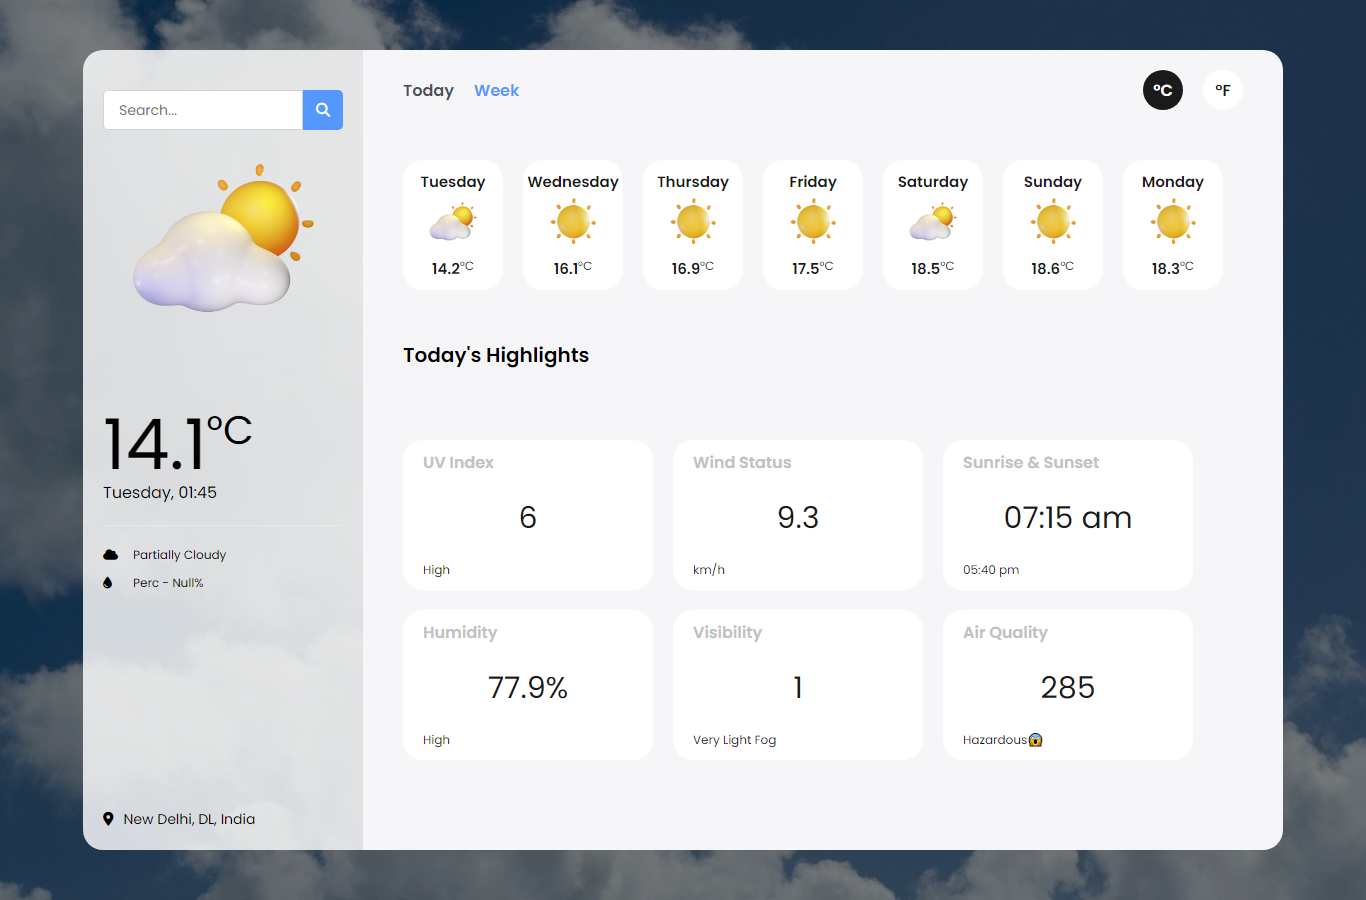 Search...
14.1°C
Tuesday, 01:45
Partially Cloudy
Perc - Null%
New Delhi, DL, India
Today Week
°C °F
Tuesday Wednesday Thursday Friday Saturday Sunday Monday
14.2°C 16.1°C 16.9°C 17.5°C 18.5°C 18.6°C 18.3°C
Today's Highlights
UV Index
6
High
Wind Status
9.3
km/h
Sunrise & Sunset
07:15 am
05:40 pm
Humidity
77.9%
High
Visibility
1
Very Light Fog
Air Quality
285
Hazardous😱